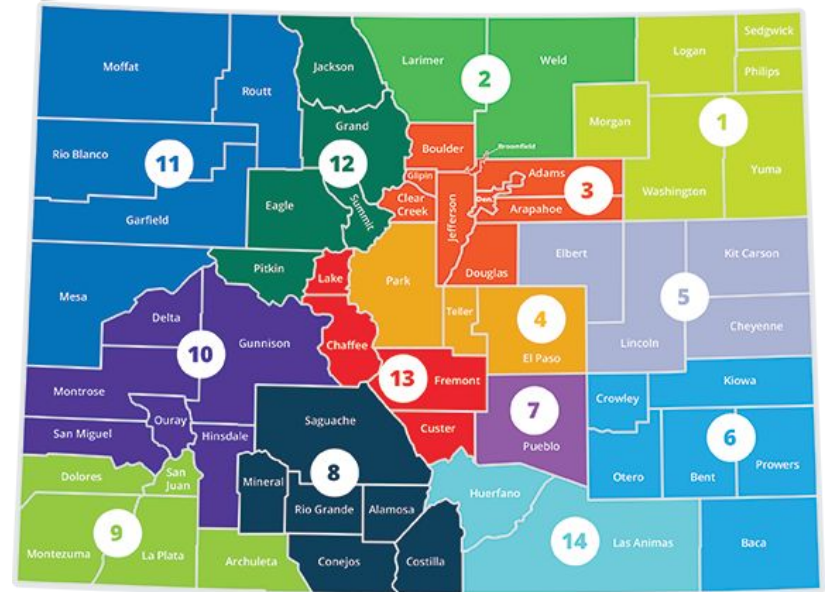 Moffat
Routt
Jackson
Larimer
2
Weld
Logan
Sedgwick
Philips
Morgan
1
Yuma
Washington
Rio Blanco
11
Garfield
Grand
12
Eagle
Summit
Boulder
Broomfield
Gilpin
Clear
Creek
Jefferson
Adams
Den.
3
Arapahoe
Douglas
Elbert
Kit Carson
5
Cheyenne
Lincoln
Mesa
Pitkin
Lake
Park
Teller
4
El Paso
Delta
10
Gunnison
Chaffee
13
Fremont
Custer
Montrose
Ouray
San Miguel
Hinsdale
Saguache
8
Mineral
Rio Grande
Alamosa
Conejos
Costilla
7
Pueblo
Crowley
Kiowa
6
Otero
Bent
Prowers
Baca
Dolores
San
Juan
9
Montezuma
La Plata
Archuleta
Huerfano
14
Las Animas